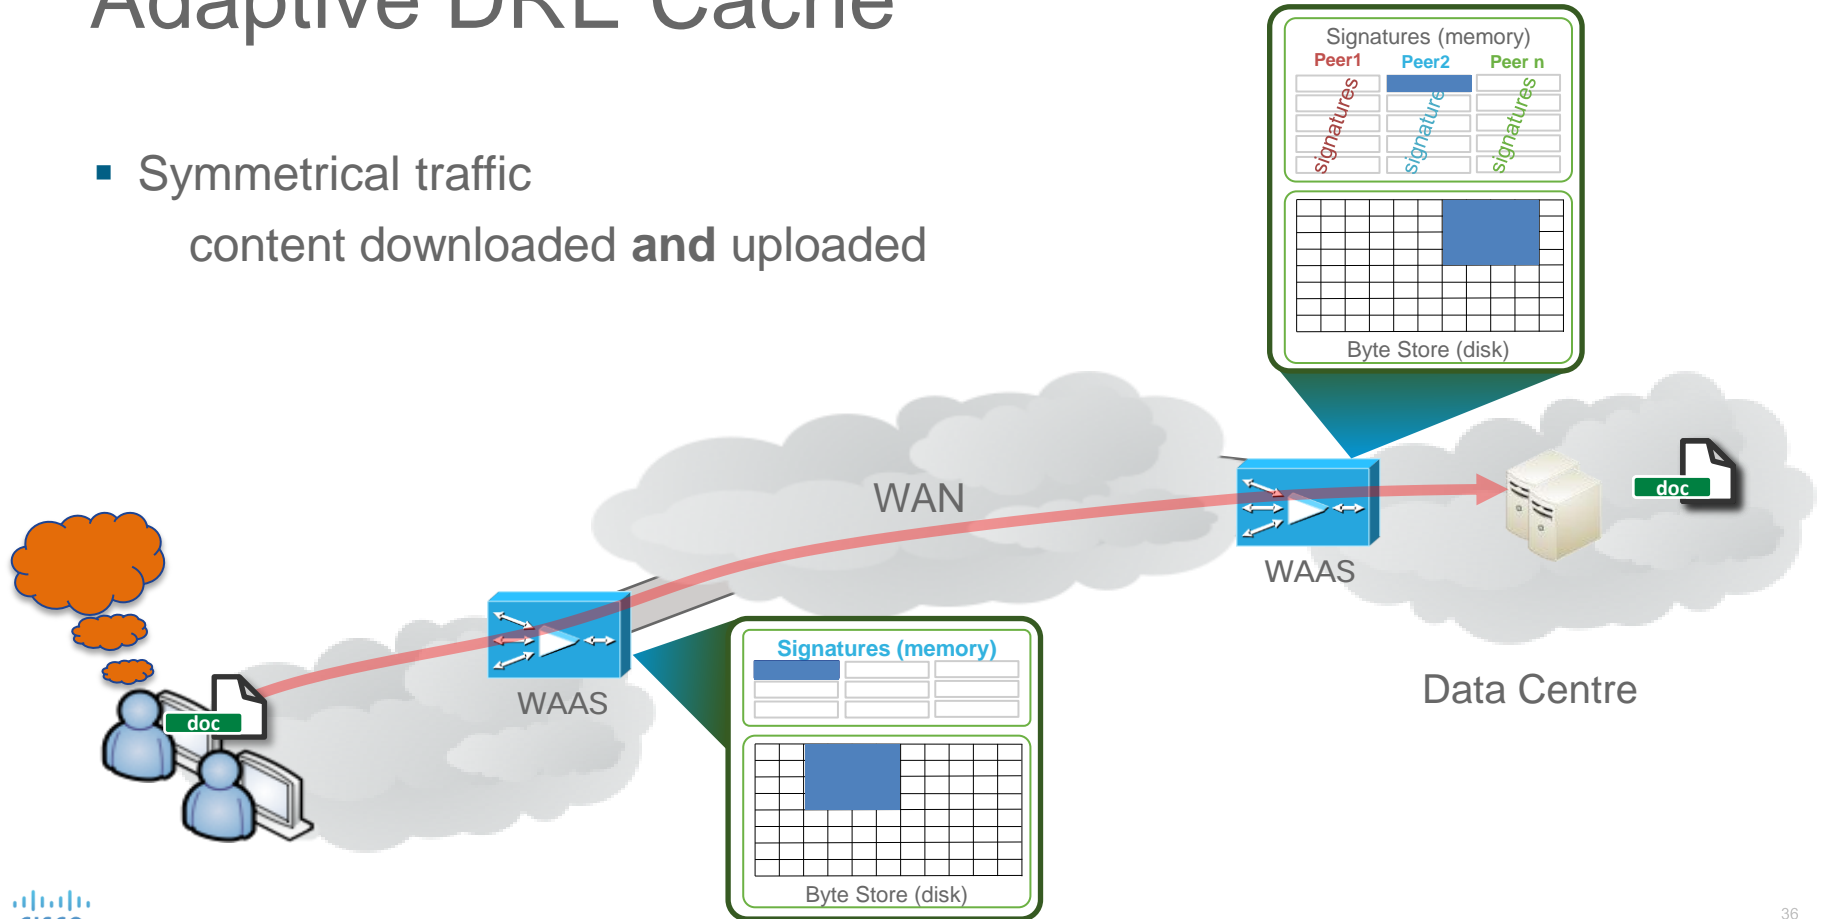 Adaptive DRE Cache
Symmetrical traffic
content downloaded and uploaded
Signatures (memory)
Peer1 Peer2 Peer n
signatures signature signatures
Byte Store (disk)
WAN
doc
WAAS
Data Centre
doc
WAAS
Signatures (memory)
Byte Store (disk)
36